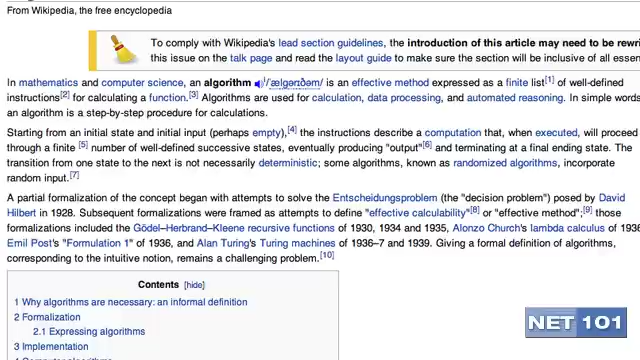 From Wikipedia, the free encyclopedia
To comply with Wikipedia's lead section guidelines, the introduction of this article may need to be
this issue on the talk page and read the layout guide to make sure the section will be inclusive of all
In mathematics and computer science, an algorithm /ˈælɡərɪðəm/ is an effective method expressed as a finite list[1] of well-defined
instructions[2] for calculating a function.[3] Algorithms are used for calculation, data processing, and automated reasoning. In simple words
an algorithm is a step-by-step procedure for calculations.
Starting from an initial state and initial input (perhaps empty),[4] the instructions describe a computation that, when executed, will proceed
through a finite [5] number of well-defined successive states, eventually producing "output"[6] and terminating at a final ending state. The
transition from one state to the next is not necessarily deterministic; some algorithms, known as randomized algorithms, incorporate
random input.[7]
A partial formalization of the concept began with attempts to solve the Entscheidungsproblem (the "decision problem") posed by David
Hilbert in 1928. Subsequent formalizations were framed as attempts to define "effective calculability"[8] or "effective method";[9] those
formalizations included the Gödel–Herbrand–Kleene recursive functions of 1930, 1934 and 1935, Alonzo Church's lambda calculus of 1936
Emil Post's "Formulation 1" of 1936, and Alan Turing's Turing machines of 1936–7 and 1939. Giving a formal definition of algorithms,
corresponding to the intuitive notion, remains a challenging problem.[10]
Contents [hide]
1 Why algorithms are necessary: an informal definition
2 Formalization
2.1 Expressing algorithms
3 Implementation
NET 101